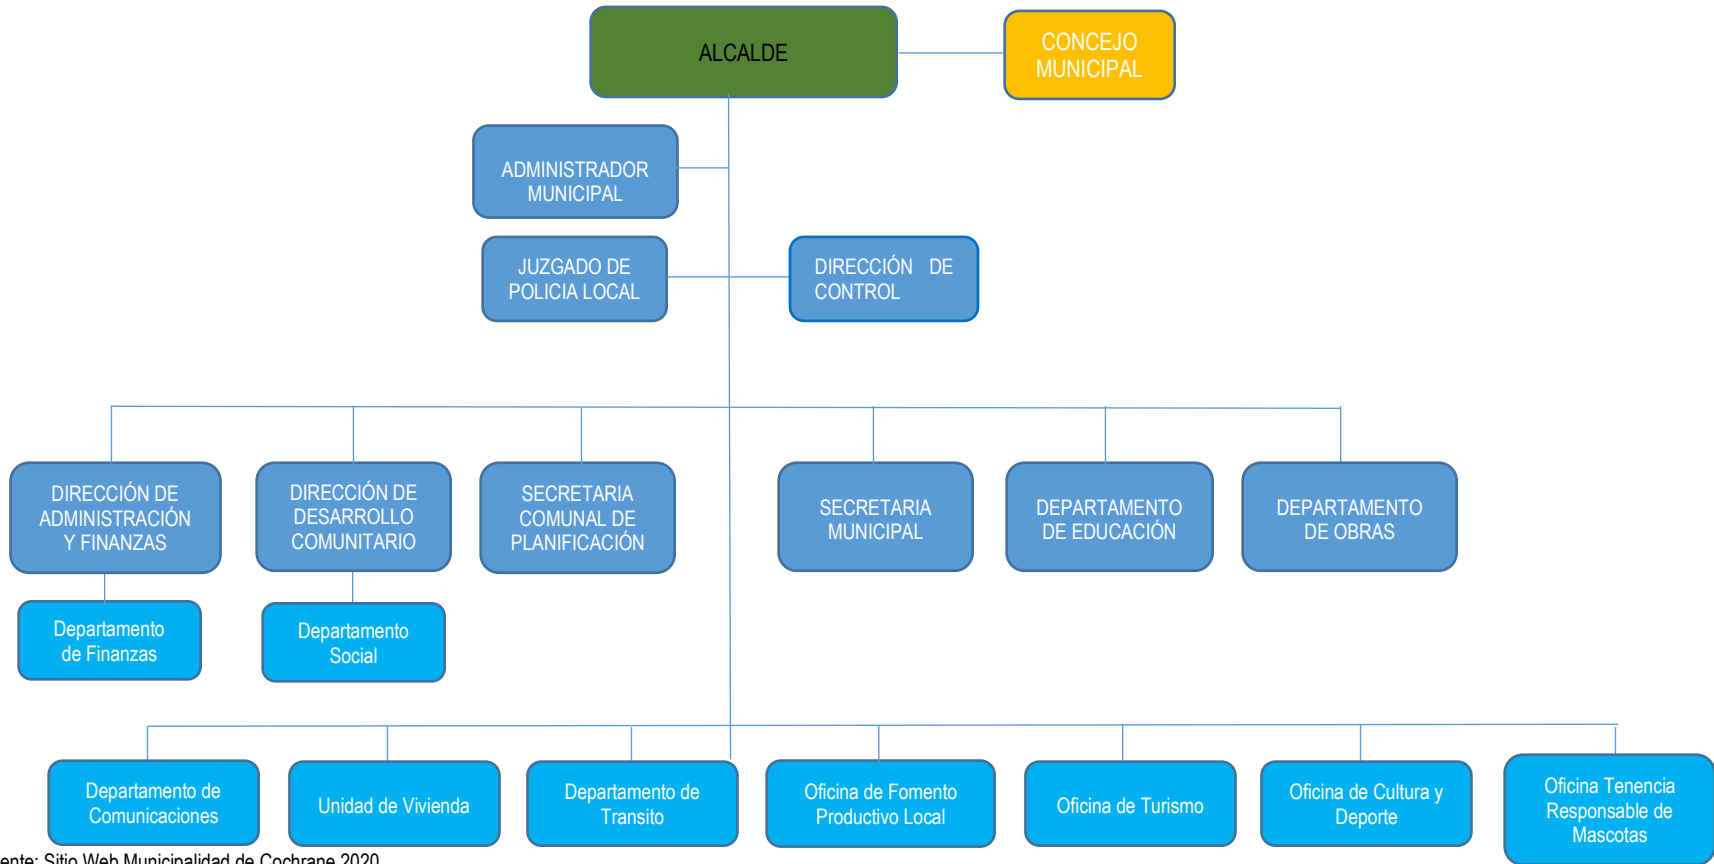 ALCALDE
CONCEJO
MUNICIPAL
ADMINISTRADOR
MUNICIPAL
JUZGADO DE
POLICIA LOCAL
DIRECCIÓN DE
CONTROL
DIRECCIÓN DE
ADMINISTRACIÓN
Y FINANZAS
DIRECCIÓN DE
DESARROLLO
COMUNITARIO
SECRETARIA
COMUNAL DE
PLANIFICACIÓN
SECRETARIA
MUNICIPAL
DEPARTAMENTO
DE EDUCACIÓN
DEPARTAMENTO
DE OBRAS
Departamento
de Finanzas
Departamento
Social
Departamento de
Comunicaciones
Unidad de Vivienda
Departamento de
Transito
Oficina de Fomento
Productivo Local
Oficina de Turismo
Oficina de Cultura y
Deporte
Oficina Tenencia
Responsable de
Mascotas
ente: Sitio Web Municipalidad de Cochrane 2020